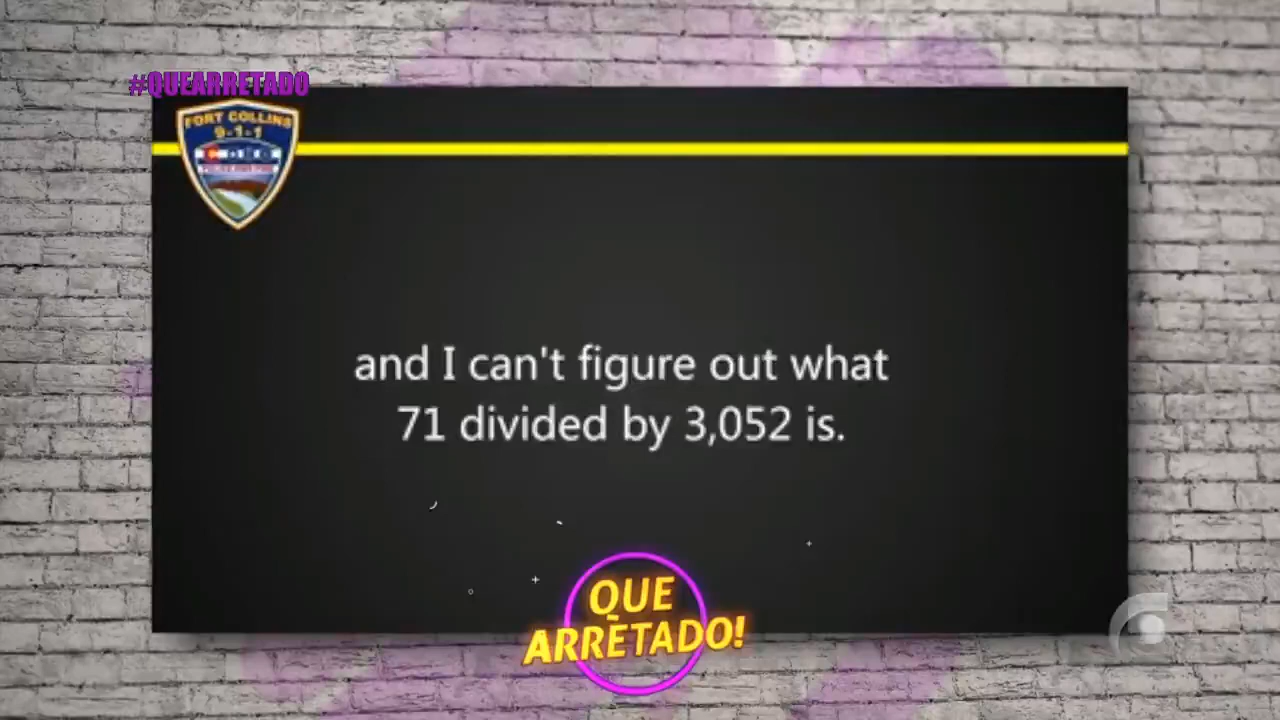 #QUEARRETADO
FORT COLLINS
9-1-1
and I can't figure out what
71 divided by 3,052 is.
QUE
ARRETADO!